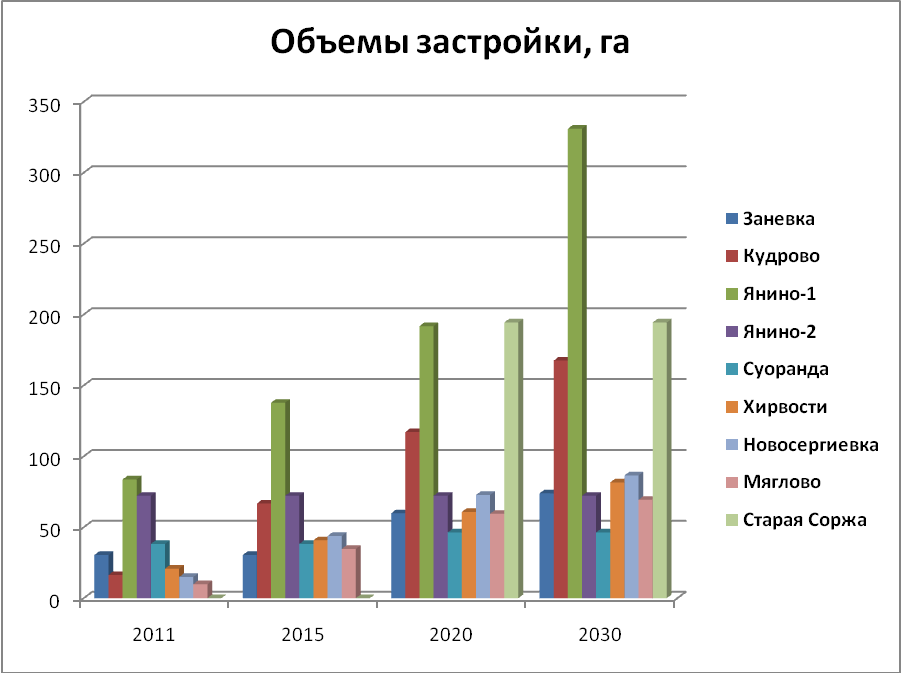 Объемы застройки, га
350
300
250
200
150
100
50
0
2011 2015 2020 2030
Заневка
Кудрово
Янино-1
Янино-2
Суоранда
Хирвости
Новосергиевка
Мяглово
Старая Соржа